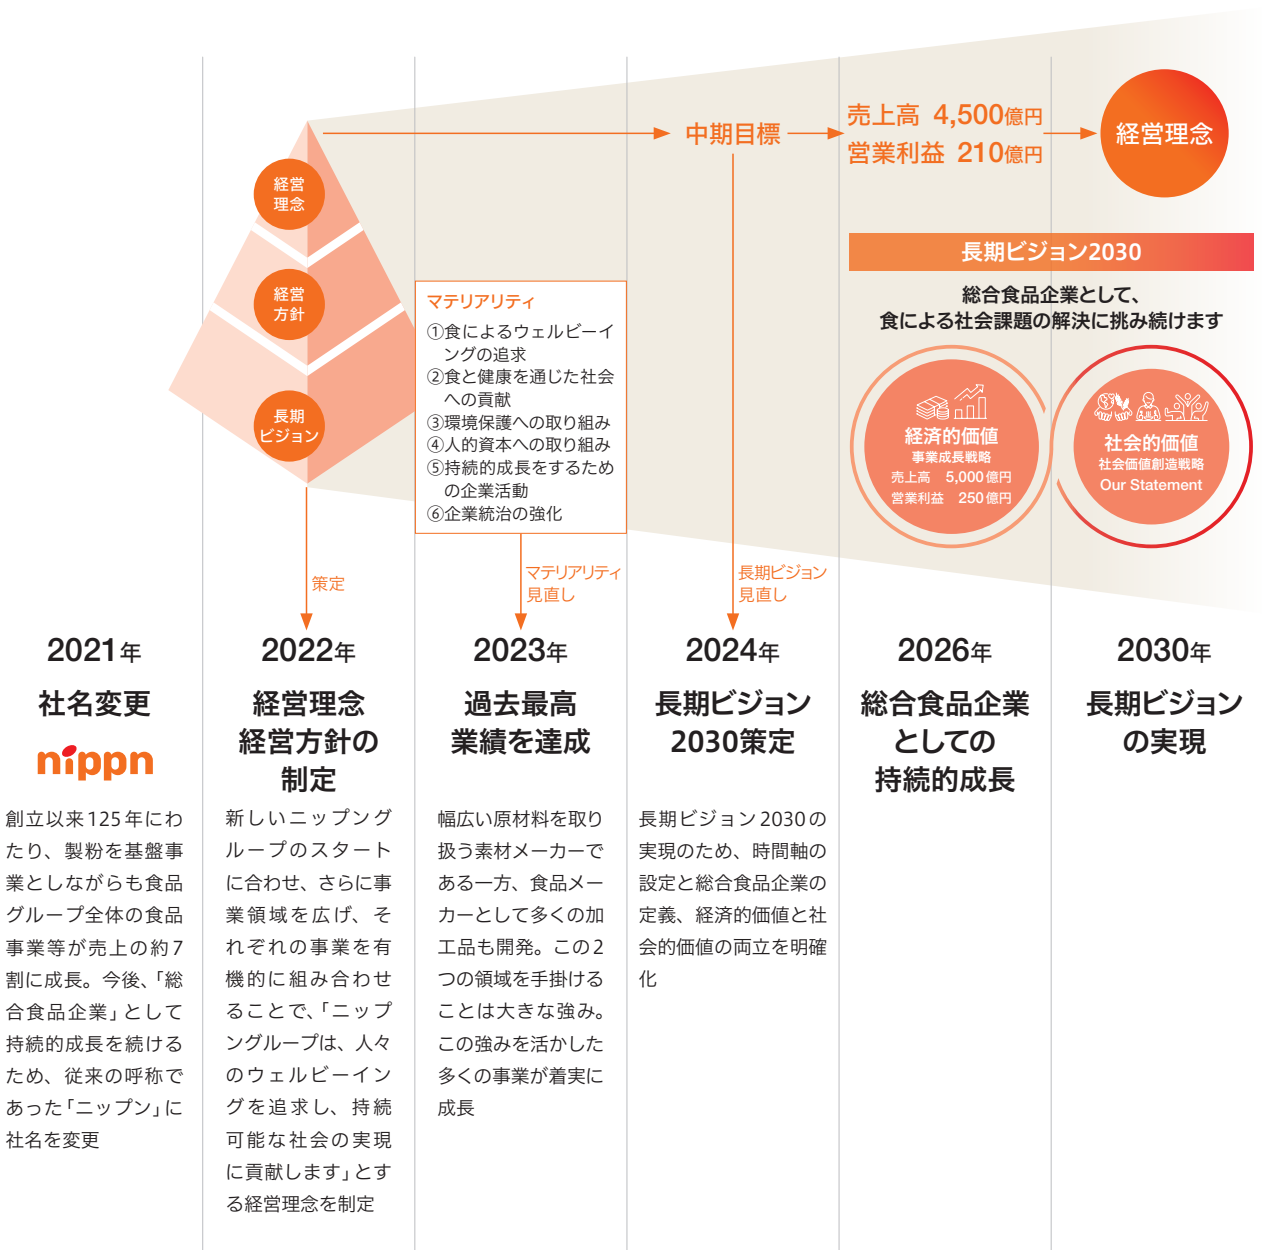 経営
理念
経営
方針
長期
ビジョン
策定
マテリアリティ
①食によるウェルビーイ
ングの追求
②食と健康を通じた社会
への貢献
③環境保護への取り組み
④人的資本への取り組み
⑤持続的成長をするため
の企業活動
⑥企業統治の強化
マテリアリティ
見直し
中期目標
長期ビジョン
見直し
売上高 4,500億円
営業利益 210億円
経営理念
長期ビジョン2030
総合食品企業として、
食による社会課題の解決に挑み続けます
経済的価値
事業成長戦略
売上高 5,000億円
営業利益 250億円
社会的価値
社会価値創造戦略
Our Statement
2021年
社名変更
nippn
創立以来125年にわ
たり、製粉を基盤事
業としながらも食品
グループ全体の食品
事業等が売上の約7
割に成長。今後、「総
合食品企業」として
持続的成長を続ける
ため、従来の呼称で
あった「ニップン」に
社名を変更
2022年
経営理念
経営方針の
制定
新しいニップング
ループのスタート
に合わせ、さらに事
業領域を広げ、そ
れぞれの事業を有
機的に組み合わせ
ることで、「ニップ
ングループは、人々
のウェルビーイン
グを追求し、持続
可能な社会の実現
に貢献します」とす
る経営理念を制定
2023年
過去最高
業績を達成
幅広い原材料を取り
扱う素材メーカーで
ある一方、食品メー
カーとして多くの加
工品も開発。この2
つの領域を手掛ける
ことは大きな強み。
この強みを活かした
多くの事業が着実に
成長
2024年
長期ビジョン
2030策定
長期ビジョン2030の
実現のため、時間軸の
設定と総合食品企業の
定義、経済的価値と社
会的価値の両立を明確
化
2026年
総合食品企業
としての
持続的成長
2030年
長期ビジョン
の実現